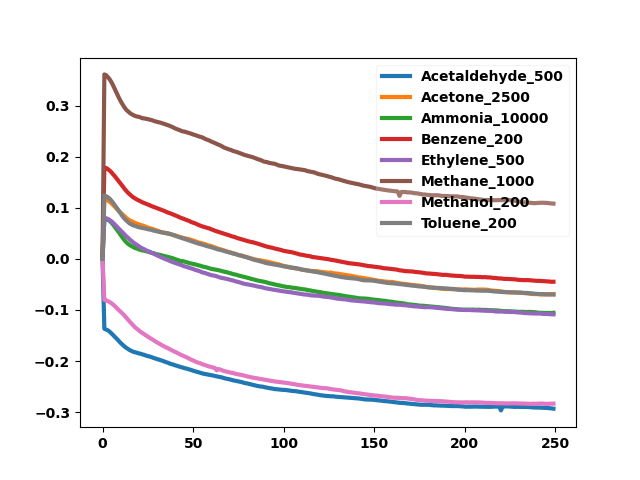 Acetaldehyde_500
Acetone_2500
Ammonia_10000
Benzene_200
Ethylene_500
Methane_1000
Methanol_200
Toluene_200
0.3
0.2
0.1
0.0
−0.1
−0.2
−0.3
0 50 100 150 200 250